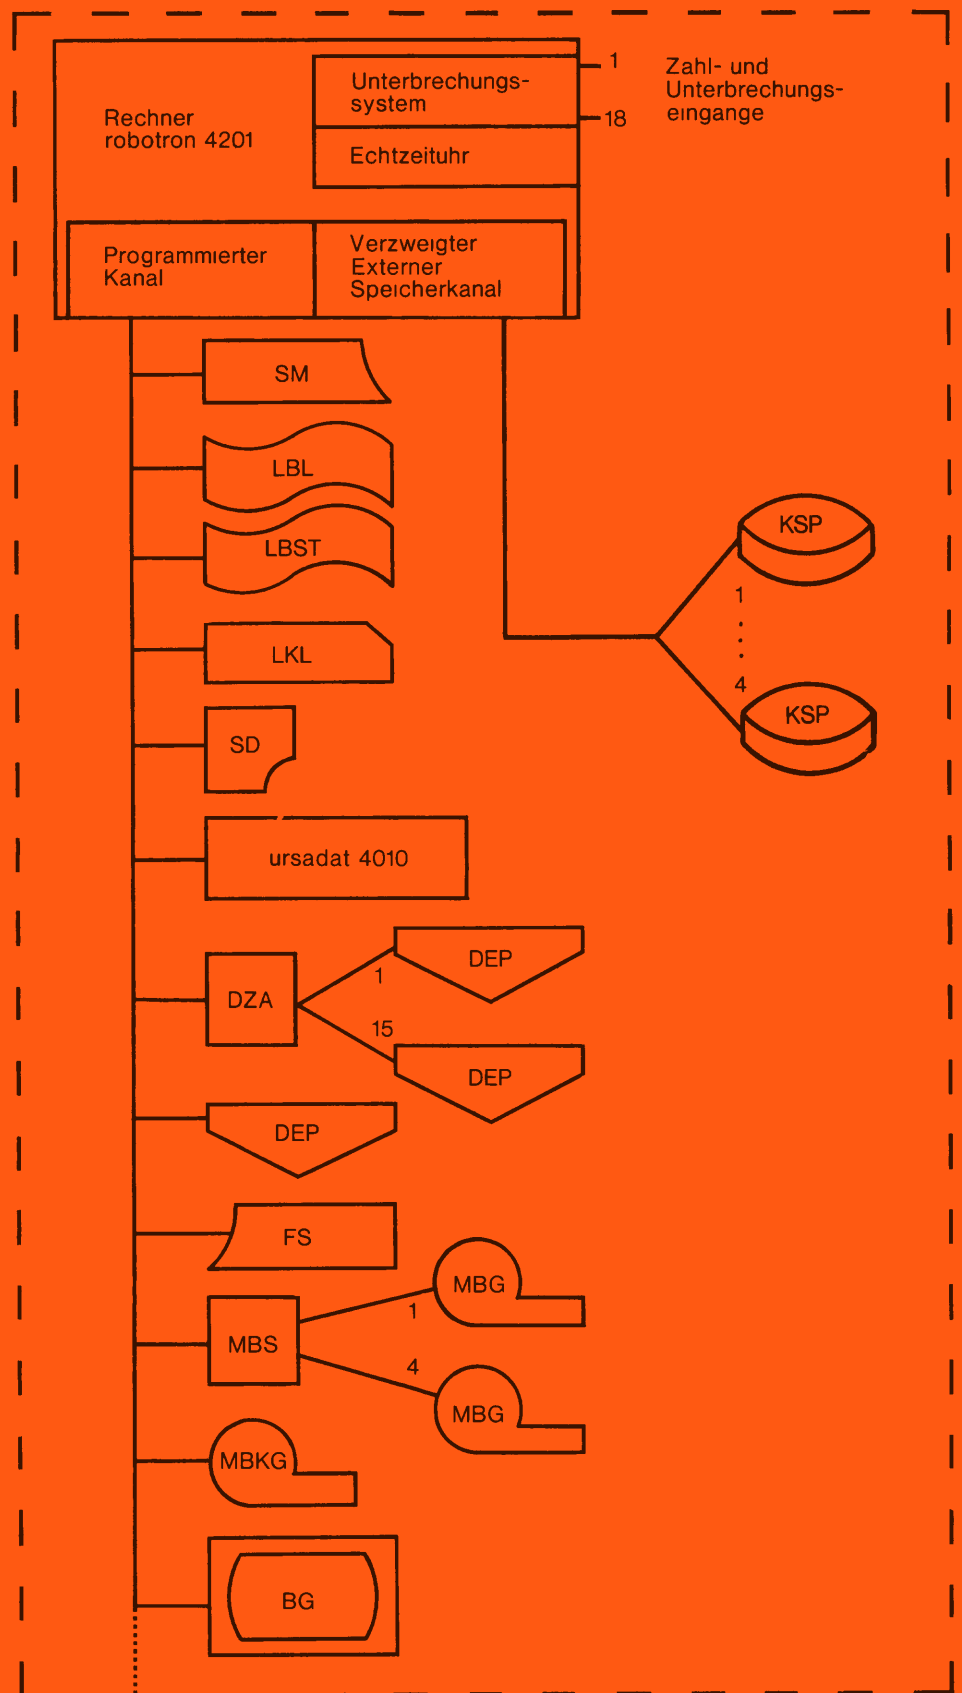 Rechner
robotron 4201
Unterbrechungs-
system
Echtzeituhr
1
18
Zahl- und
Unterbrechungs-
eingange
Programmierter
Kanal
Verzweigter
Externer
Speicherkanal
SM
LBL
LBST
LKL
SD
ursadat 4010
KSP
1
4
KSP
DZA
1
DEP
15
DEP
DEP
FS
MBS
1
MBG
4
MBG
MBKG
BG